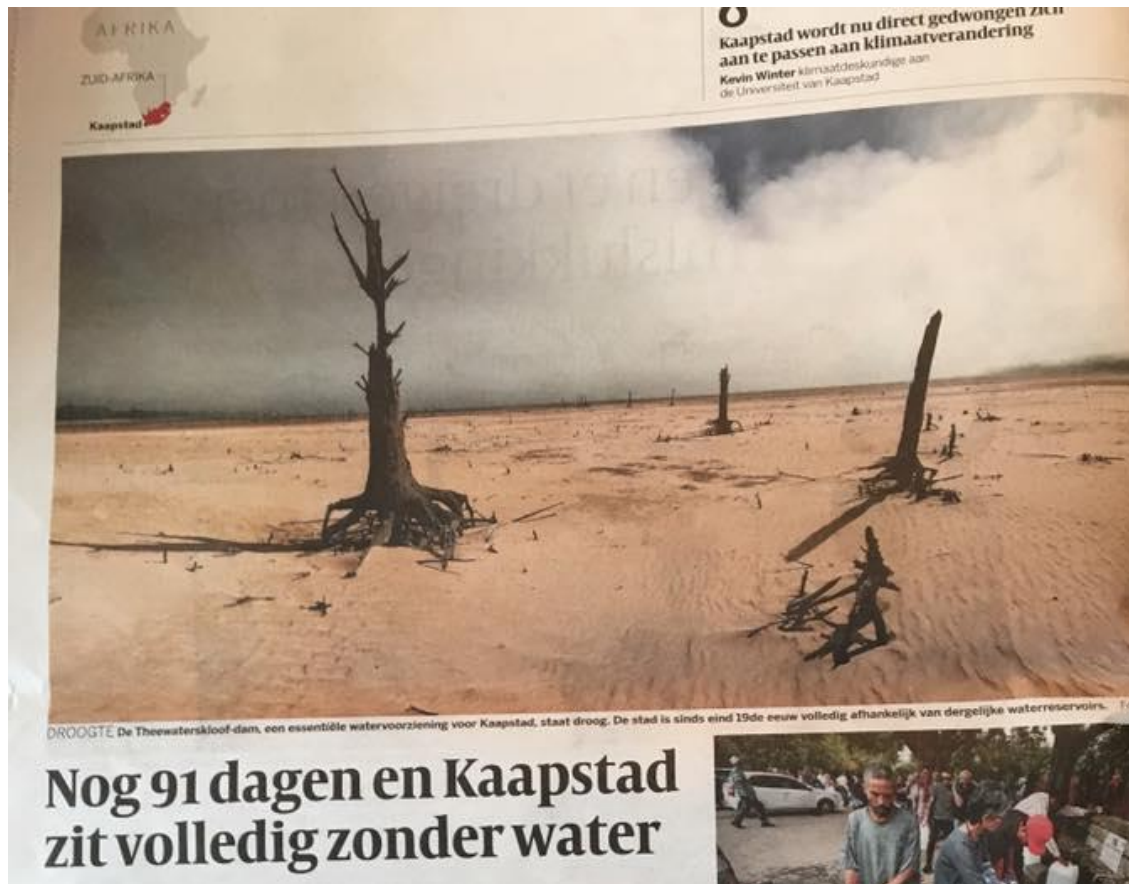 AFRIKA
ZUID-AFRIKA
Kaapstad
Kaapstad wordt nu direct gedwongen zich
aan te passen aan klimaatverandering
Kevin Winter klimaatdeskundige aan
de Universiteit van Kaapstad
DROOGTE De Theewaterskloof-dam, een essentiële watervoorziening voor Kaapstad, staat droog. De stad is sinds eind 19de eeuw volledig afhankelijk van dergelijke waterreservoirs.
Nog 91 dagen en Kaapstad
zit volledig zonder water